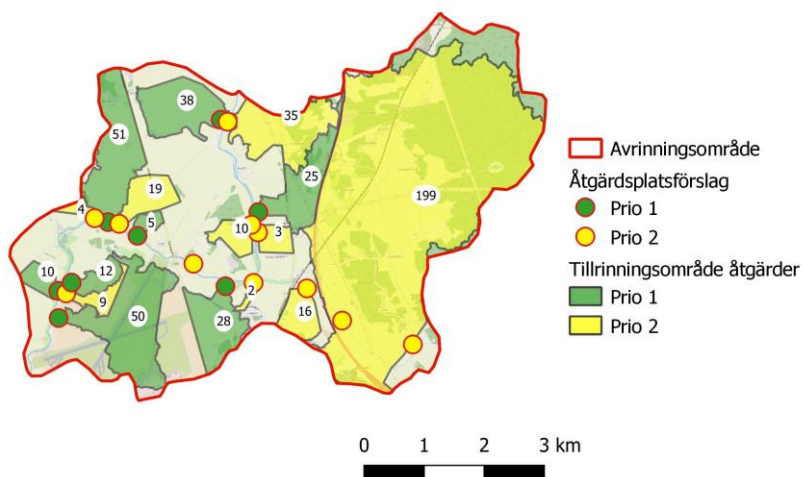 38
35
51
25
19
199
4
5
10
3
10
12
9
2
50
28
16
Avrinningsområde
Åtgärdsplatsförslag
Prio 1
Prio 2
Tillrinningsområde åtgärder
Prio 1
Prio 2
0 1 2 3 km